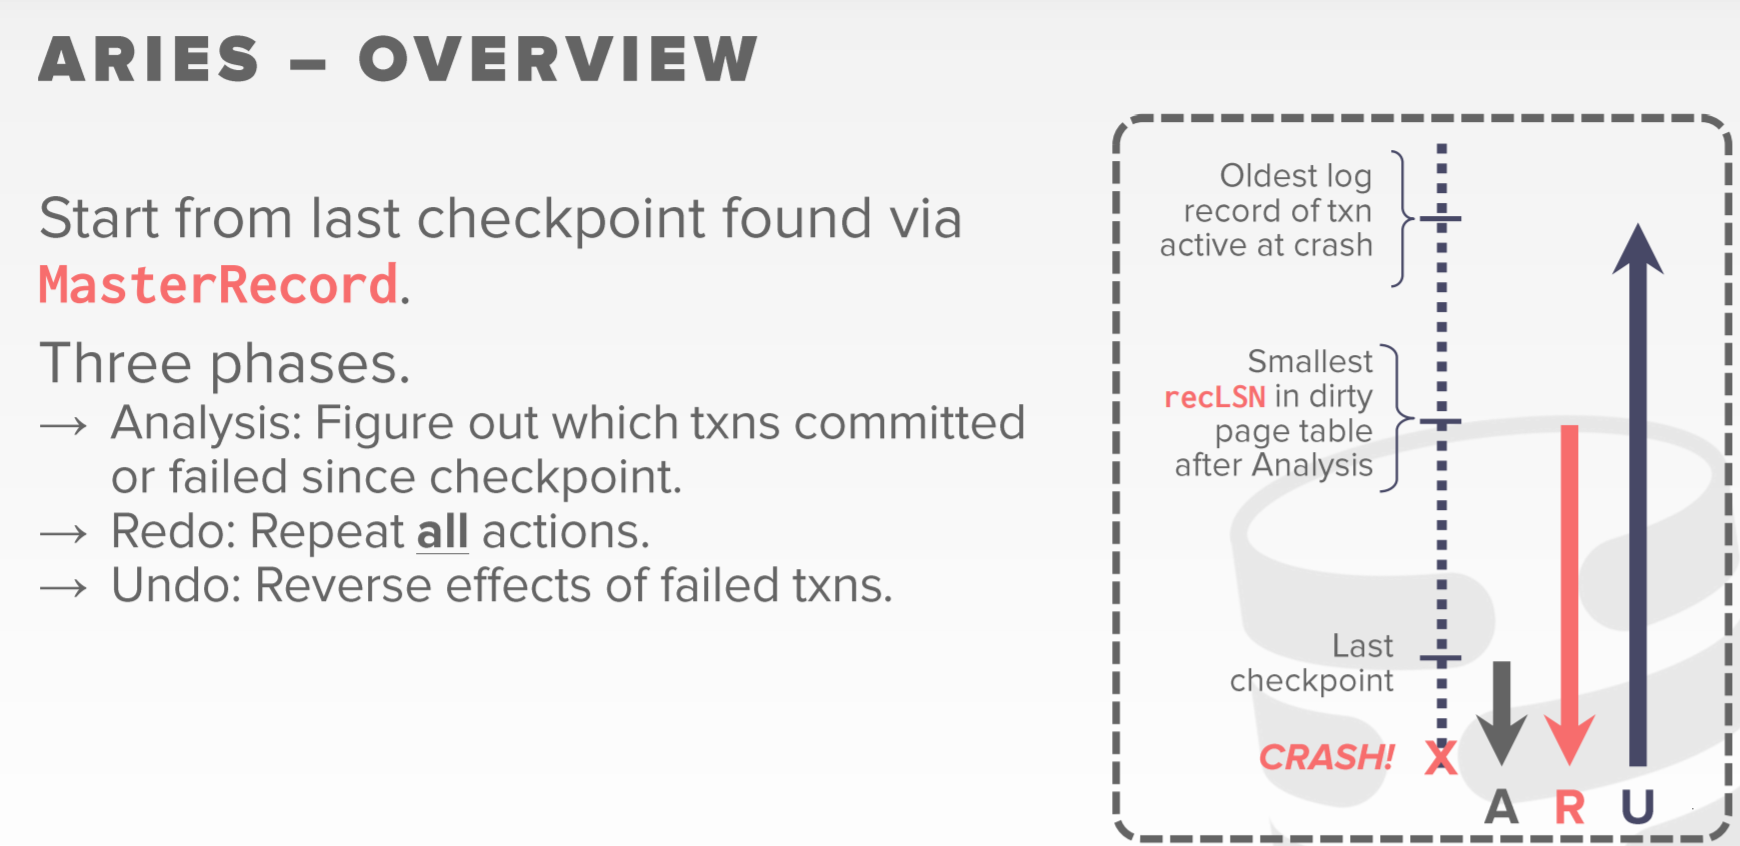 ARIES – OVERVIEW
Start from last checkpoint found via
MasterRecord.
Three phases.
→ Analysis: Figure out which txns committed
or failed since checkpoint.
→ Redo: Repeat all actions.
→ Undo: Reverse effects of failed txns.
Oldest log
record of txn
active at crash
Smallest
recLSN in dirty
page table
after Analysis
Last
checkpoint
CRASH! X
A R U